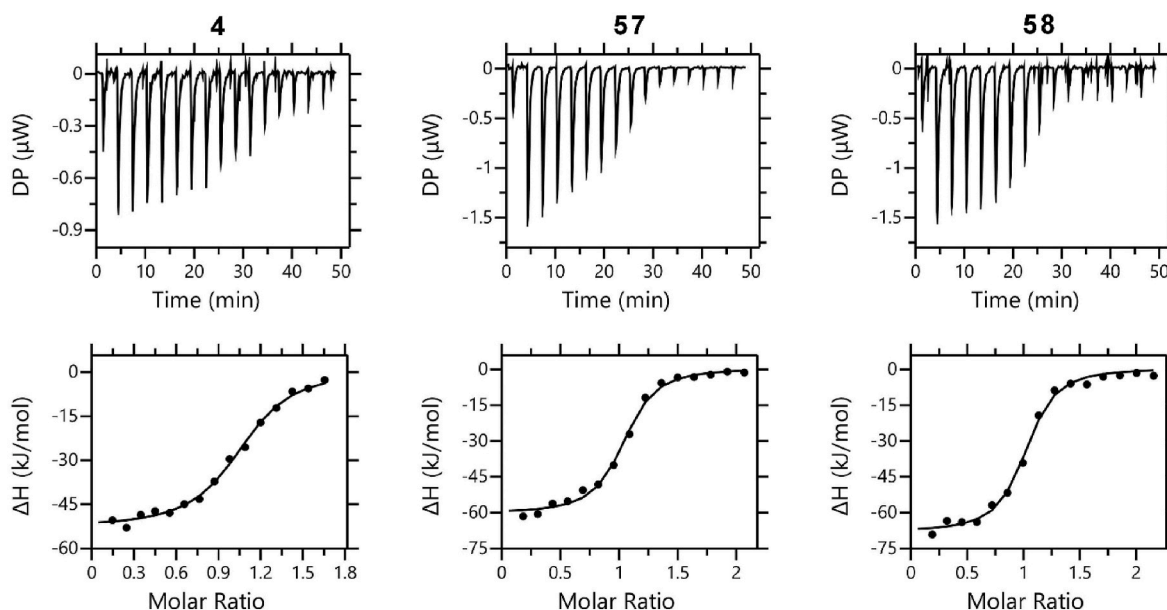 4
57
58
DP (µW)
0
-0.3
-0.6
-0.9
0 10 20 30 40 50
Time (min)
DP (µW)
0
-0.5
-1
-1.5
0 10 20 30 40 50
Time (min)
DP (µW)
0
-0.5
-1
-1.5
0 10 20 30 40 50
Time (min)
ΔH (kJ/mol)
0
-15
-30
-45
-60
0 0.3 0.6 0.9 1.2 1.5 1.8
Molar Ratio
ΔH (kJ/mol)
0
-15
-30
-45
-60
-75
0 0.5 1 1.5 2
Molar Ratio
ΔH (kJ/mol)
0
-15
-30
-45
-60
-75
0 0.5 1 1.5 2
Molar Ratio